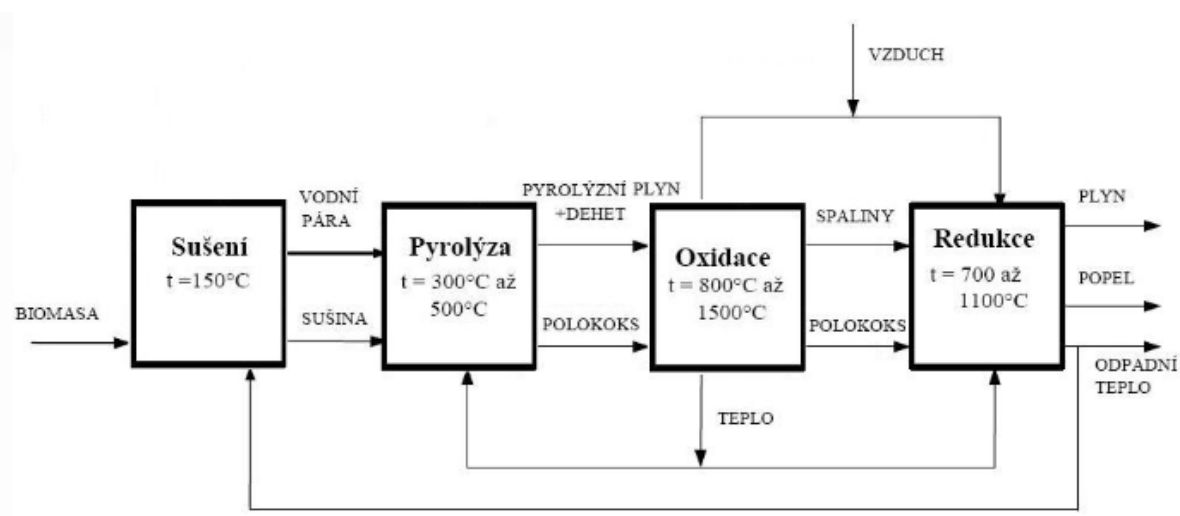 VZDUCH
BIOMASA
Sušení
t =150°C
VODNÍ
PÁRA
SUŠINA
Pyrolýza
t = 300°C až
500°C
PYROLÝZNÍ PLYN
+DEHET
POLOKOKS
Oxidace
t = 800°C až
1500°C
SPALINY
POLOKOKS
Redukce
t = 700 až
1100°C
PLYN
POPEL
ODPADNÍ
TEPLO
TEPLO